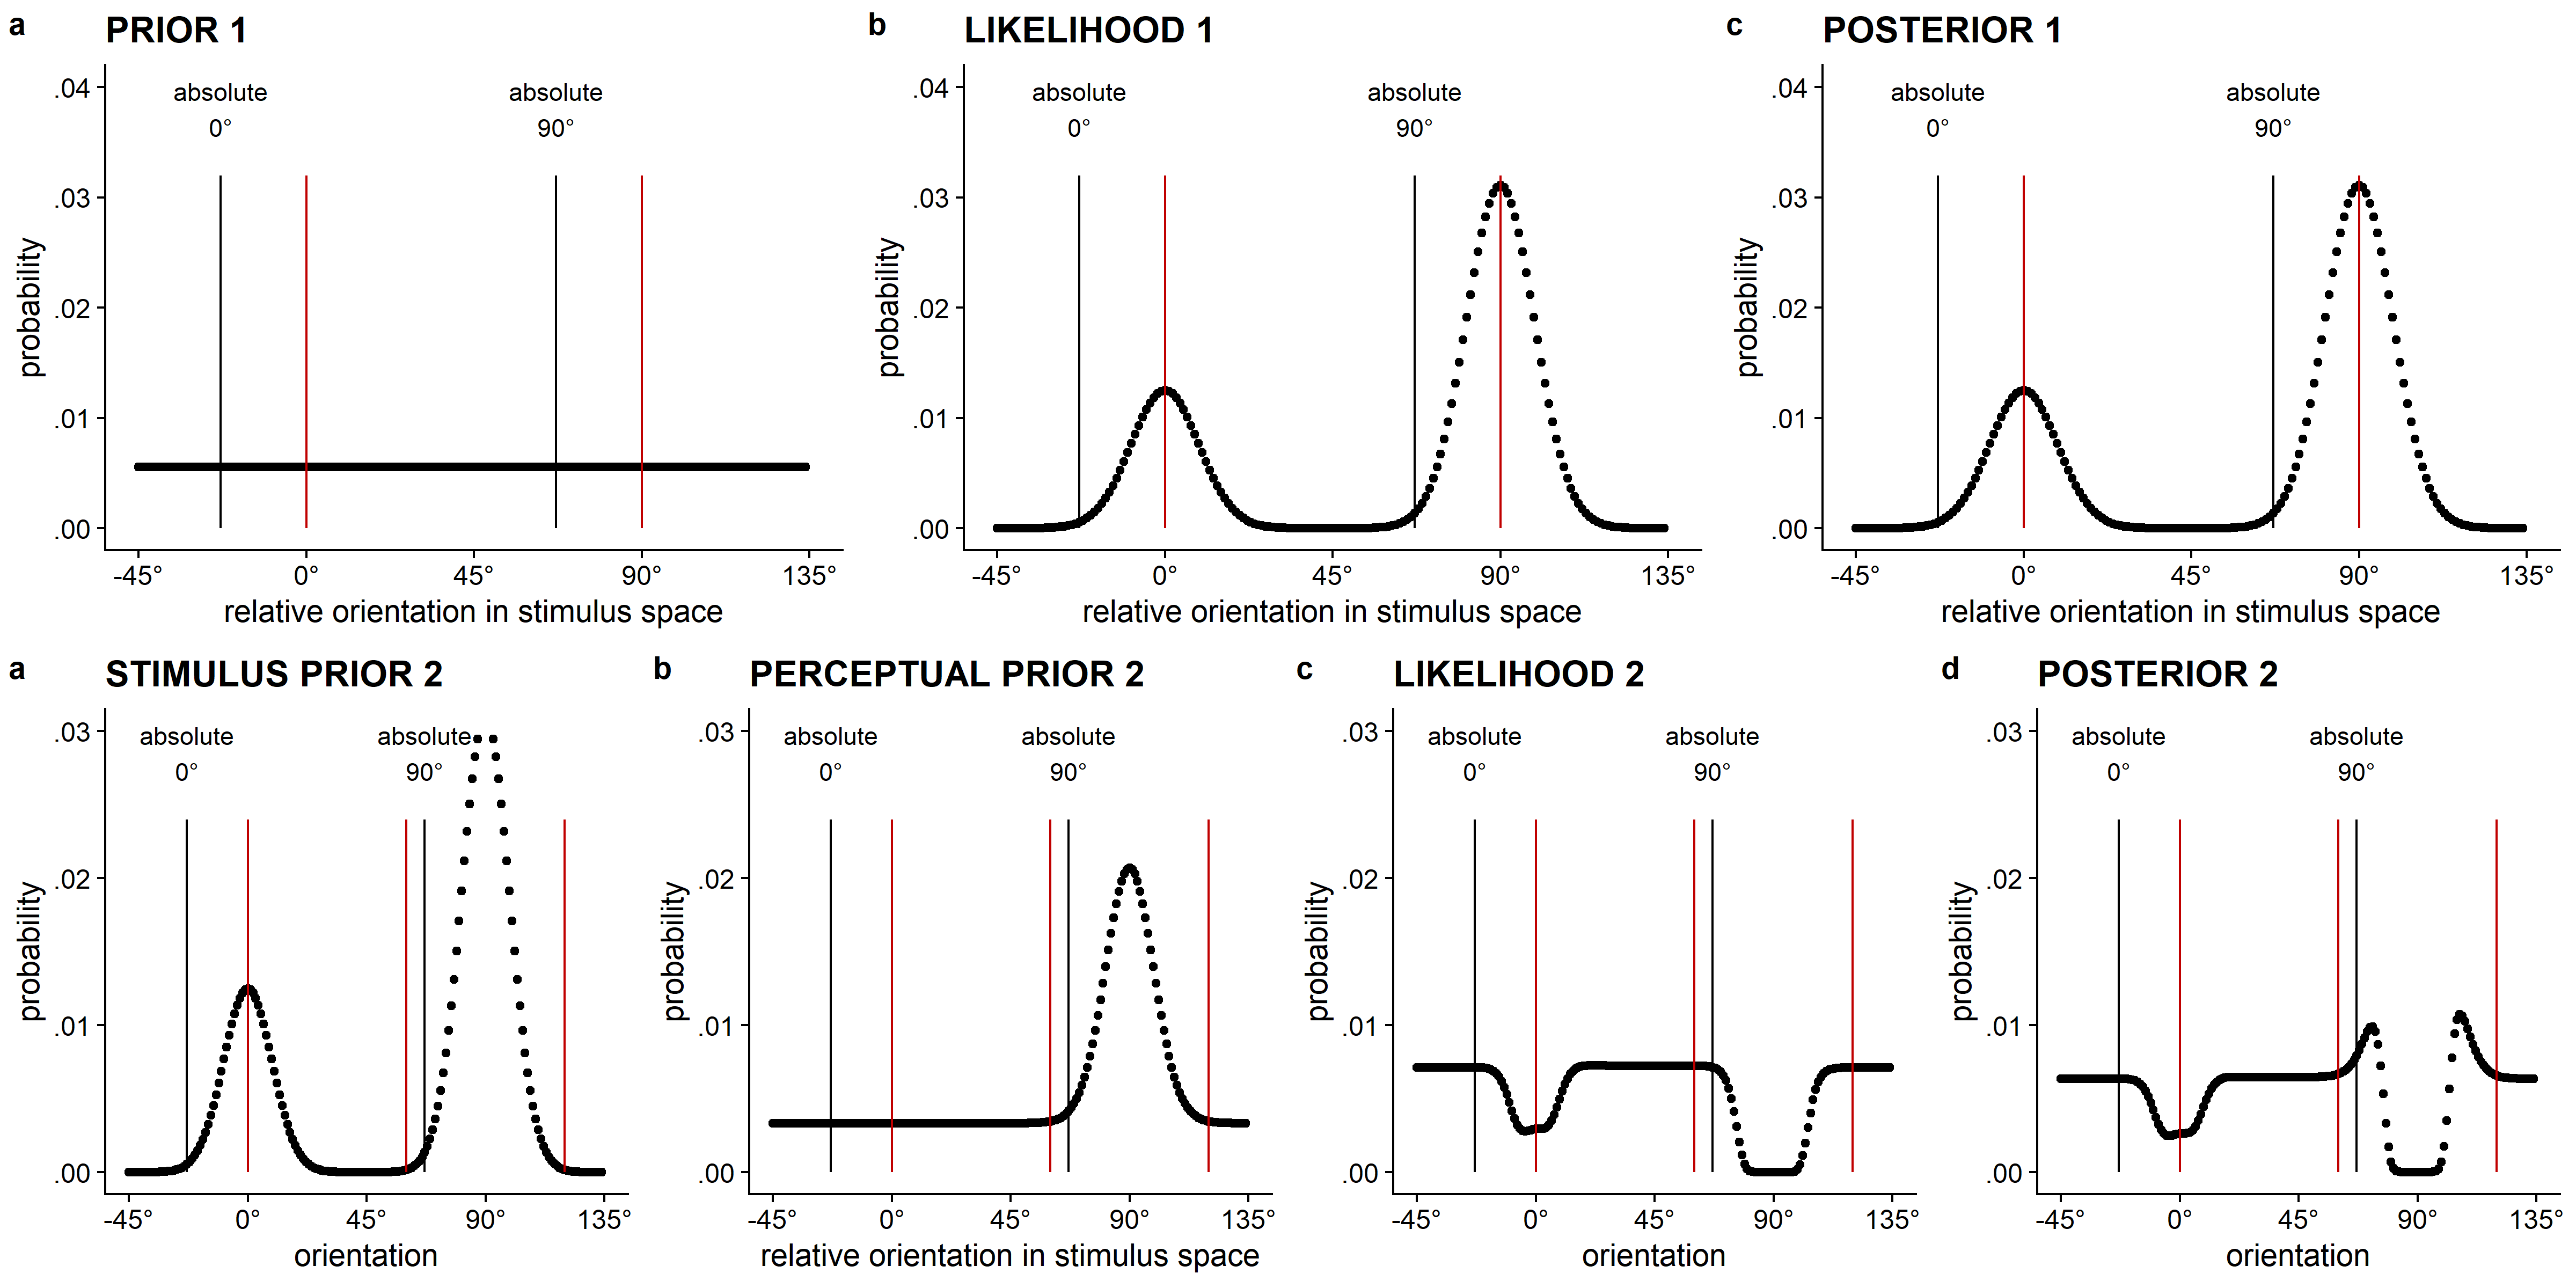 a PRIOR 1
.04
.03
.02
.01
.00
probability
absolute
0°
absolute
90°
-45° 0° 45° 90° 135°
relative orientation in stimulus space
b LIKELIHOOD 1
.04
.03
.02
.01
.00
probability
absolute
0°
absolute
90°
-45° 0° 45° 90° 135°
relative orientation in stimulus space
c POSTERIOR 1
.04
.03
.02
.01
.00
probability
absolute
0°
absolute
90°
-45° 0° 45° 90° 135°
relative orientation in stimulus space
a STIMULUS PRIOR 2
.03
.02
.01
.00
probability
absolute
0°
absolute
90°
-45° 0° 45° 90° 135°
orientation
b PERCEPTUAL PRIOR 2
.03
.02
.01
.00
probability
absolute
0°
absolute
90°
-45° 0° 45° 90° 135°
relative orientation in stimulus space
c LIKELIHOOD 2
.03
.02
.01
.00
probability
absolute
0°
absolute
90°
-45° 0° 45° 90° 135°
orientation
d POSTERIOR 2
.03
.02
.01
.00
probability
absolute
0°
absolute
90°
-45° 0° 45° 90° 135°
orientation